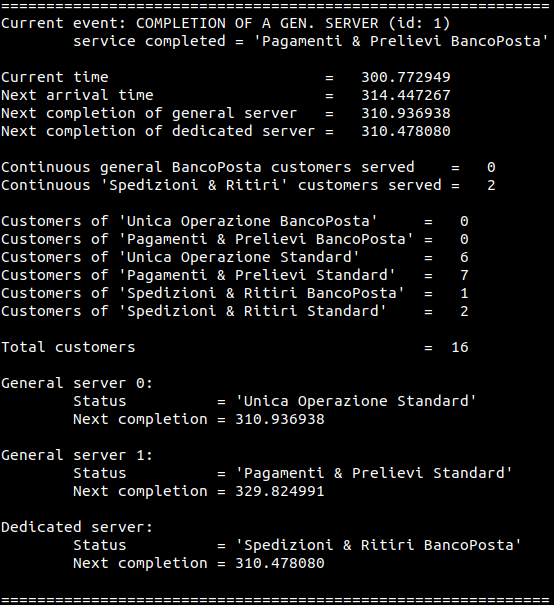 =============================================================
Current event: COMPLETION OF A GEN. SERVER (id: 1)
        service completed = 'Pagamenti & Prelievi BancoPosta'

Current time                        =   300.772949
Next arrival time                   =   314.447267
Next completion of general server   =   310.936938
Next completion of dedicated server =   310.478080

Continuous general BancoPosta customers served    =   0
Continuous 'Spedizioni & Ritiri' customers served =   2

Customers of 'Unica Operazione BancoPosta'     =   0
Customers of 'Pagamenti & Prelievi BancoPosta' =   0
Customers of 'Unica Operazione Standard'       =   6
Customers of 'Pagamenti & Prelievi Standard'   =   7
Customers of 'Spedizioni & Ritiri BancoPosta'  =   1
Customers of 'Spedizioni & Ritiri Standard'    =   2

Total customers                                =  16

General server 0:
        Status          = 'Unica Operazione Standard'
        Next completion = 310.936938

General server 1:
        Status          = 'Pagamenti & Prelievi Standard'
        Next completion = 329.824991

Dedicated server:
        Status          = 'Spedizioni & Ritiri BancoPosta'
        Next completion = 310.478080

=============================================================